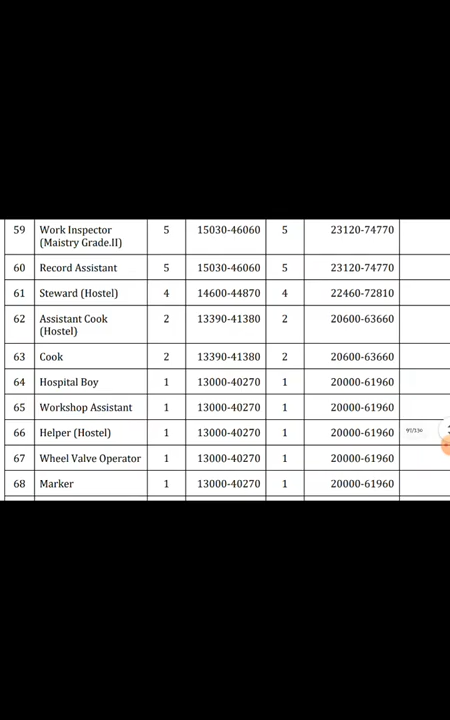 59 Work Inspector (Maistry Grade.II) 5 15030-46060 5 23120-74770
60 Record Assistant 5 15030-46060 5 23120-74770
61 Steward (Hostel) 4 14600-44870 4 22460-72810
62 Assistant Cook (Hostel) 2 13390-41380 2 20600-63660
63 Cook 2 13390-41380 2 20600-63660
64 Hospital Boy 1 13000-40270 1 20000-61960
65 Workshop Assistant 1 13000-40270 1 20000-61960
66 Helper (Hostel) 1 13000-40270 1 20000-61960
67 Wheel Valve Operator 1 13000-40270 1 20000-61960
68 Marker 1 13000-40270 1 20000-61960